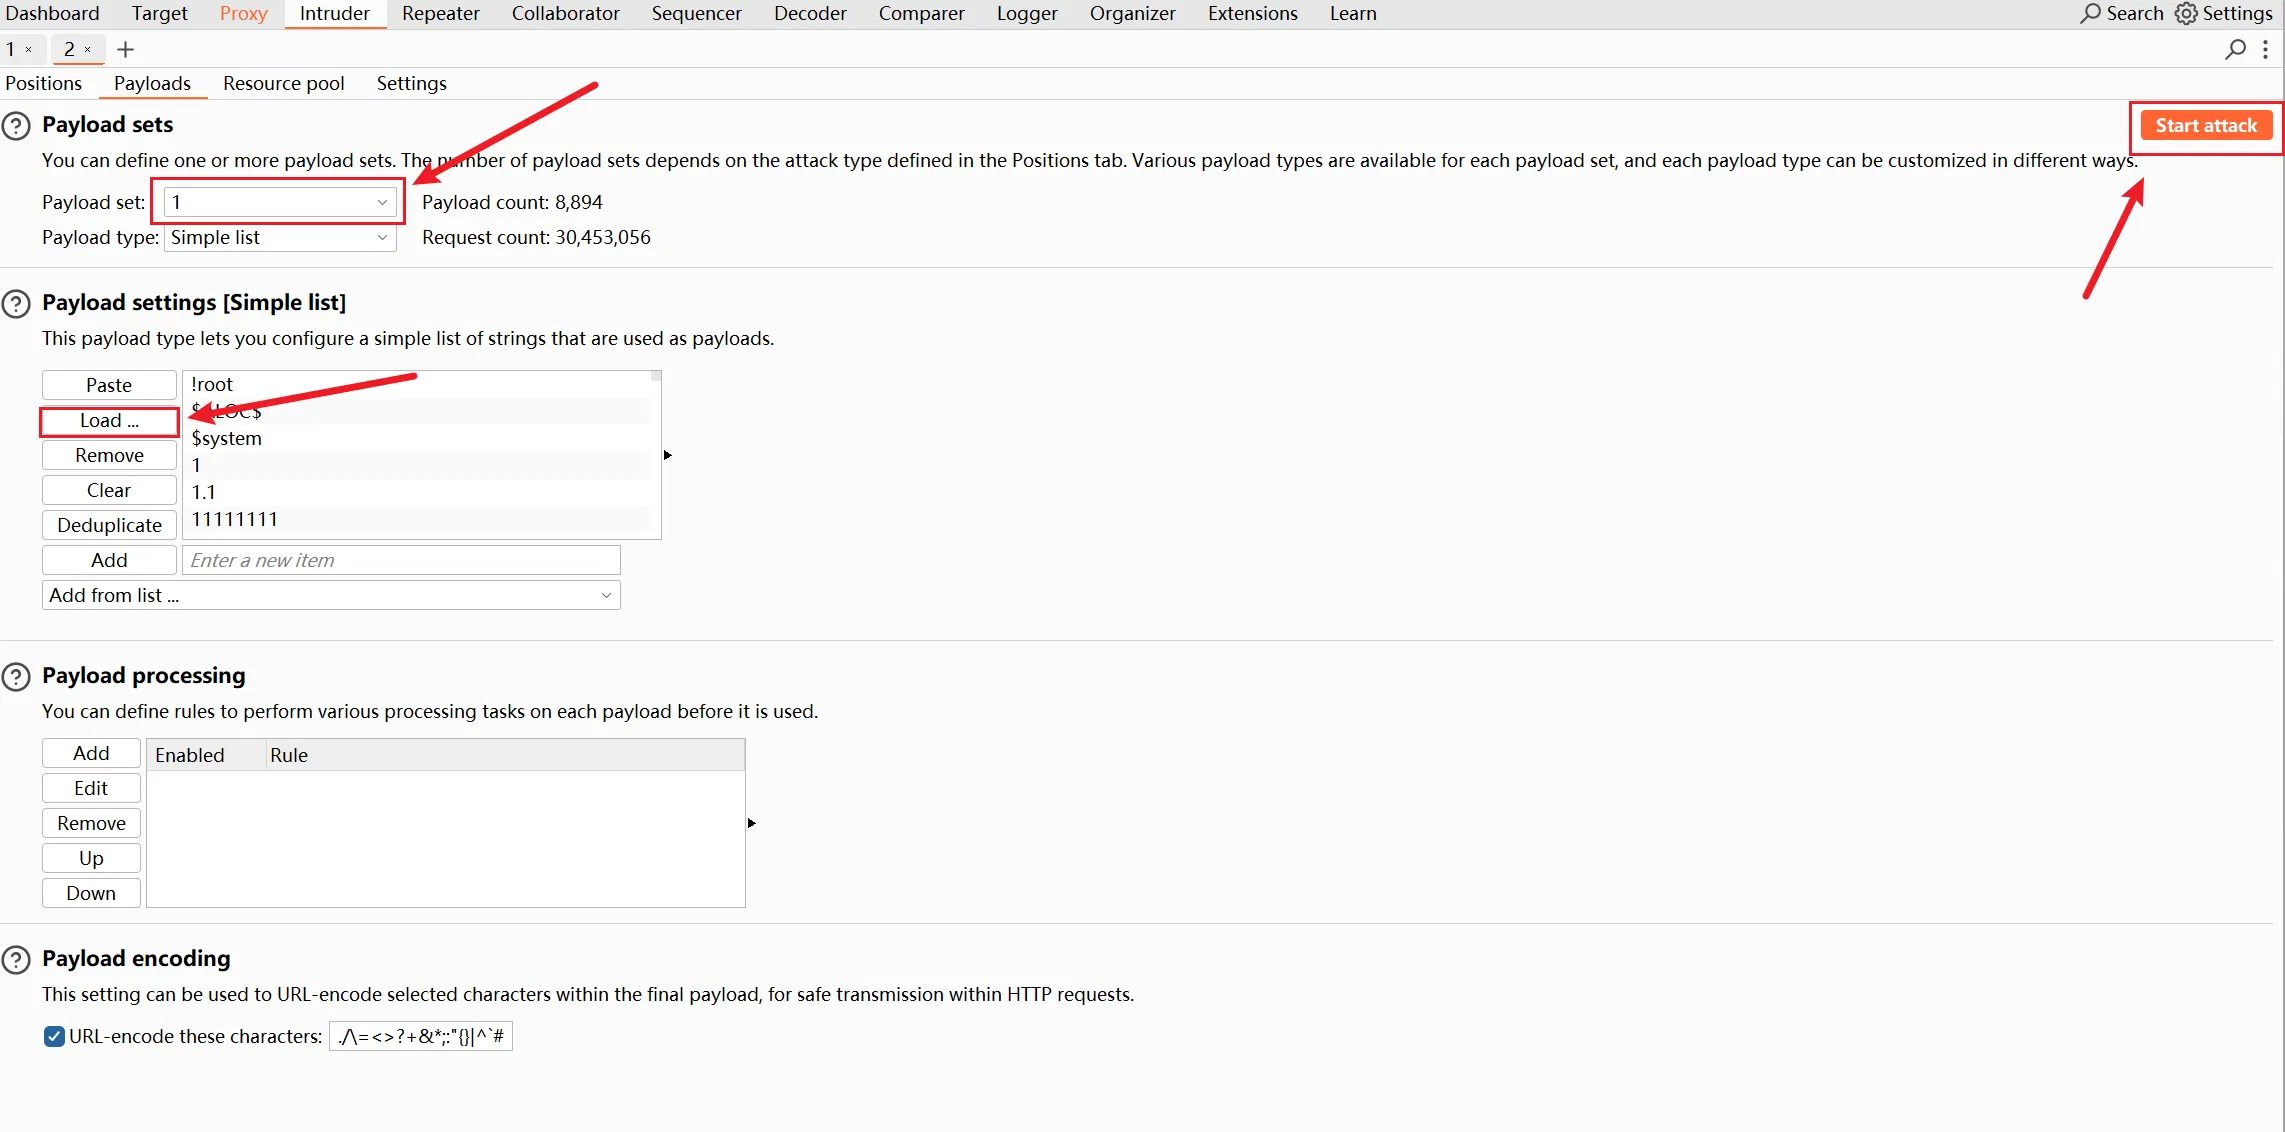 Dashboard Target Proxy Intruder Repeater Collaborator Sequencer Decoder Comparer Logger Organizer Extensions Learn Search Settings
1 × 2 × +
Positions Payloads Resource pool Settings
? Payload sets
Start attack
You can define one or more payload sets. The number of payload sets depends on the attack type defined in the Positions tab. Various payload types are available for each payload set, and each payload type can be customized in different ways.
Payload set: 1 Payload count: 8,894
Payload type: Simple list Request count: 30,453,056
? Payload settings [Simple list]
This payload type lets you configure a simple list of strings that are used as payloads.
Paste !root
Load ...
$system
Remove
1
Clear 1.1
11111111
Deduplicate
Add Enter a new item
Add from list ...
? Payload processing
You can define rules to perform various processing tasks on each payload before it is used.
Add Enabled Rule
Edit
Remove
Up
Down
? Payload encoding
This setting can be used to URL-encode selected characters within the final payload, for safe transmission within HTTP requests.
URL-encode these characters: ./\=<>?+&*;:"{}|^`#